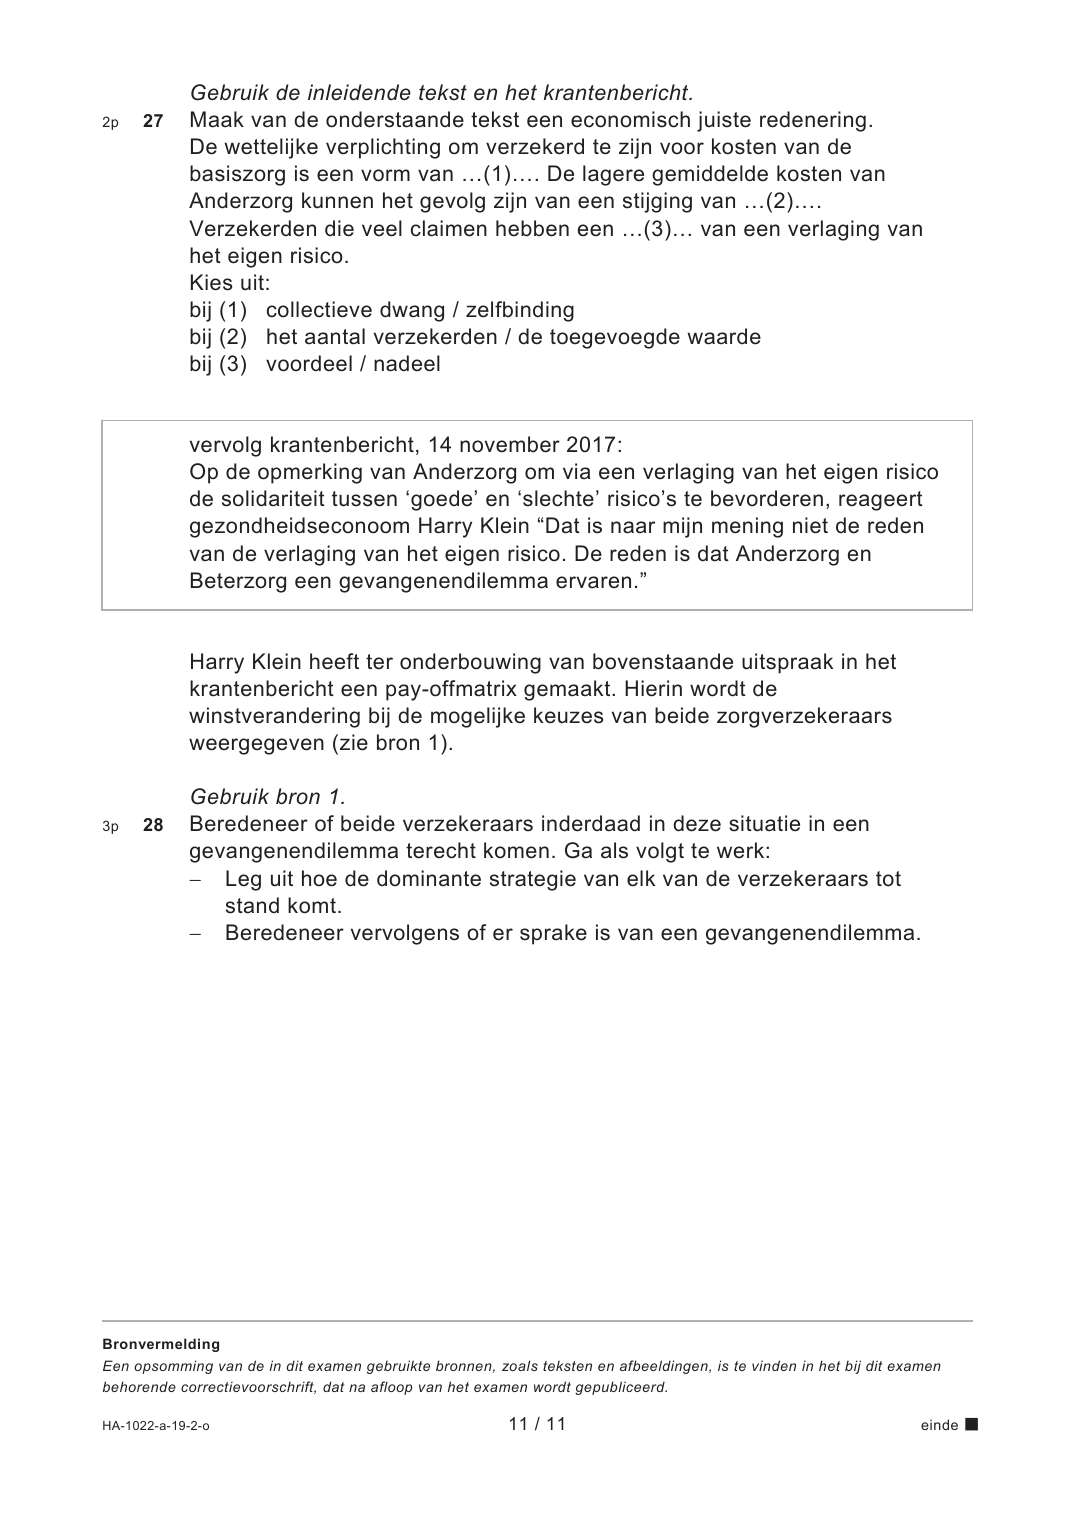 Gebruik de inleidende tekst en het krantenbericht.
2p 27 Maak van de onderstaande tekst een economisch juiste redenering.
De wettelijke verplichting om verzekerd te zijn voor kosten van de
basiszorg is een vorm van …(1)…. De lagere gemiddelde kosten van
Anderzorg kunnen het gevolg zijn van een stijging van …(2)….
Verzekerden die veel claimen hebben een …(3)… van een verlaging van
het eigen risico.
Kies uit:
bij (1) collectieve dwang / zelfbinding
bij (2) het aantal verzekerden / de toegevoegde waarde
bij (3) voordeel / nadeel
vervolg krantenbericht, 14 november 2017:
Op de opmerking van Anderzorg om via een verlaging van het eigen risico
de solidariteit tussen ‘goede’ en ‘slechte’ risico’s te bevorderen, reageert
gezondheidseconoom Harry Klein “Dat is naar mijn mening niet de reden
van de verlaging van het eigen risico. De reden is dat Anderzorg en
Beterzorg een gevangenendilemma ervaren.”
Harry Klein heeft ter onderbouwing van bovenstaande uitspraak in het
krantenbericht een pay-offmatrix gemaakt. Hierin wordt de
winstverandering bij de mogelijke keuzes van beide zorgverzekeraars
weergegeven (zie bron 1).
Gebruik bron 1.
3p 28 Beredeneer of beide verzekeraars inderdaad in deze situatie in een
gevangenendilemma terecht komen. Ga als volgt te werk:
– Leg uit hoe de dominante strategie van elk van de verzekeraars tot
stand komt.
– Beredeneer vervolgens of er sprake is van een gevangenendilemma.
Bronvermelding
Een opsomming van de in dit examen gebruikte bronnen, zoals teksten en afbeeldingen, is te vinden in het bij dit examen
behorende correctievoorschrift, dat na afloop van het examen wordt gepubliceerd.
HA-1022-a-19-2-o 11 / 11 einde ■